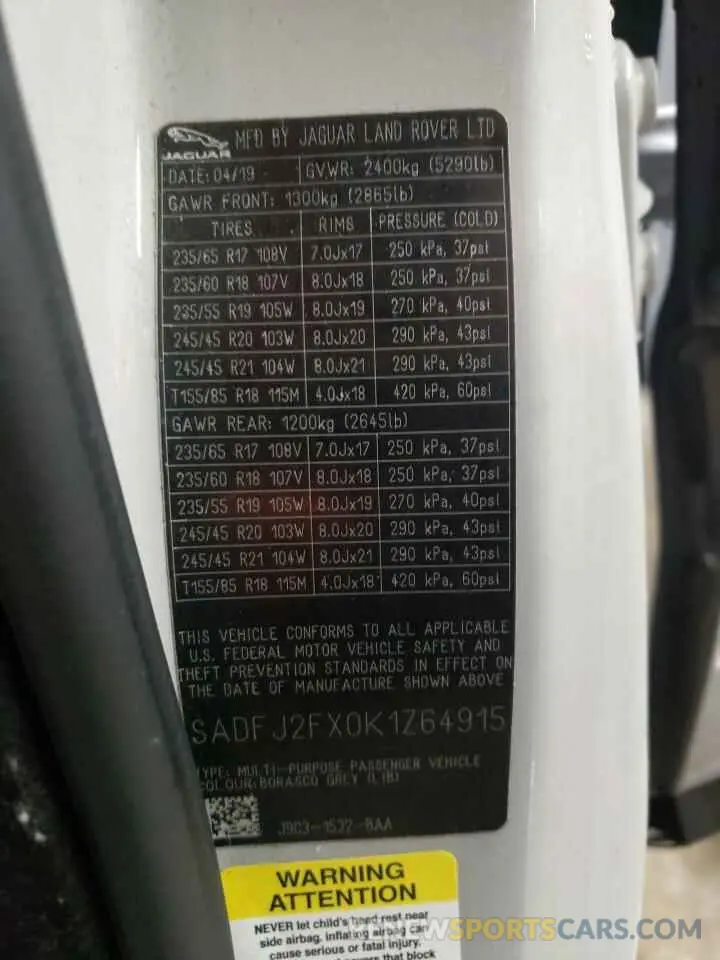 JAGUAR
MFD BY JAGUAR LAND ROVER LTD
DATE: 04/19 GVWR: 2400kg (5290lb)
GAWR FRONT: 1300kg (2865lb)
TIRES RIMS PRESSURE (COLD)
235/65 R17 108V 7.0Jx17 250 kPa, 37psi
235/60 R18 107V 8.0Jx18 250 kPa, 37psi
235/55 R19 105W 8.0Jx19 270 kPa, 40psi
245/45 R20 103W 8.0Jx20 290 kPa, 43psi
245/45 R21 104W 8.0Jx21 290 kPa, 43psi
T155/85 R18 115M 4.0Jx18 420 kPa, 60psi
GAWR REAR: 1200kg (2645lb)
235/65 R17 108V 7.0Jx17 250 kPa, 37psi
235/60 R18 107V 8.0Jx18 250 kPa, 37psi
235/55 R19 105W 8.0Jx19 270 kPa, 40psi
245/45 R20 103W 8.0Jx20 290 kPa, 43psi
245/45 R21 104W 8.0Jx21 290 kPa, 43psi
T155/85 R18 115M 4.0Jx18 420 kPa, 60psi
THIS VEHICLE CONFORMS TO ALL APPLICABLE
U.S. FEDERAL MOTOR VEHICLE SAFETY AND
THEFT PREVENTION STANDARDS IN EFFECT ON
THE DATE OF MANUFACTURE SHOWN ABOVE
SADFJ2FX0K1Z64915
TYPE: MULTI-PURPOSE PASSENGER VEHICLE
COLOUR: BORASCO GREY (LTB)
J9C3-1532-BAA
WARNING
ATTENTION
NEVER let child's head rest near
side airbag, inflating airbag can
cause serious or fatal injury.
covers that block
VIEWSPORTSCARS.COM